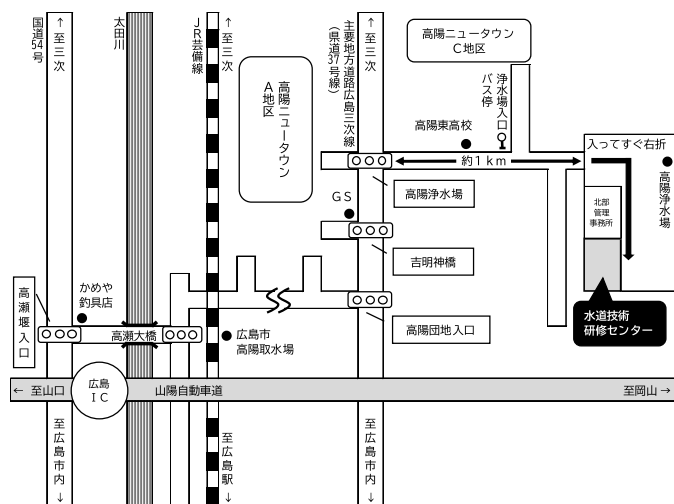 国道54号
↑至三次
太田川
JR芸備線
↑至三次
主要地方道路広島三次線
（県道37号線）
↑至三次
高陽ニュータウン
C地区
高陽ニュータウン
A地区
浄水場入口
バス停
高陽東高校
約1km
入ってすぐ右折
高陽浄水場
北部
管理
事務所
水道技術
研修センター
高陽浄水場
GS
吉明神橋
高陽団地入口
高瀬堰入口
かめや
釣具店
高瀬大橋
広島市
高陽取水場
←至山口
広島
IC
山陽自動車道
至岡山→
至広島市内↓
至広島駅↓
至広島市内↓